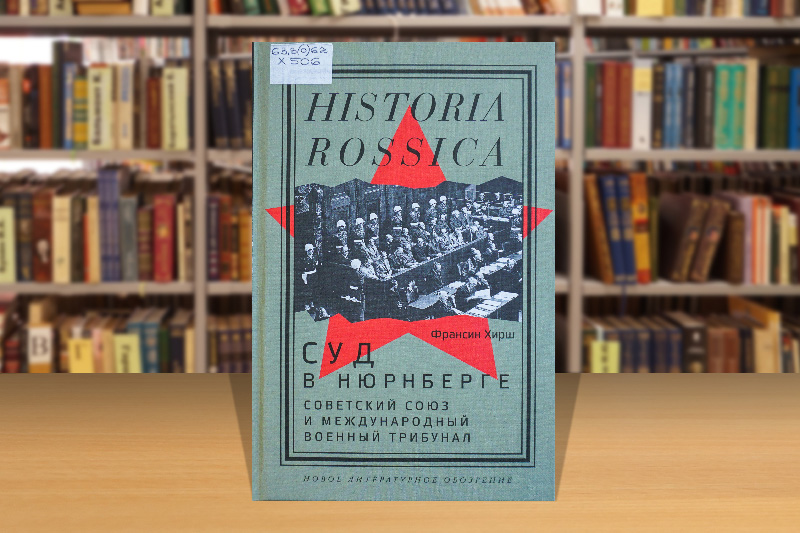 63.3(0)62
Х 506
HISTORIA
ROSSICA
Франсин Хирш
СУД
В НЮРНБЕРГЕ
СОВЕТСКИЙ СОЮЗ
И МЕЖДУНАРОДНЫЙ
ВОЕННЫЙ ТРИБУНАЛ
НОВОЕ ЛИТЕРАТУРНОЕ ОБОЗРЕНИЕ
В